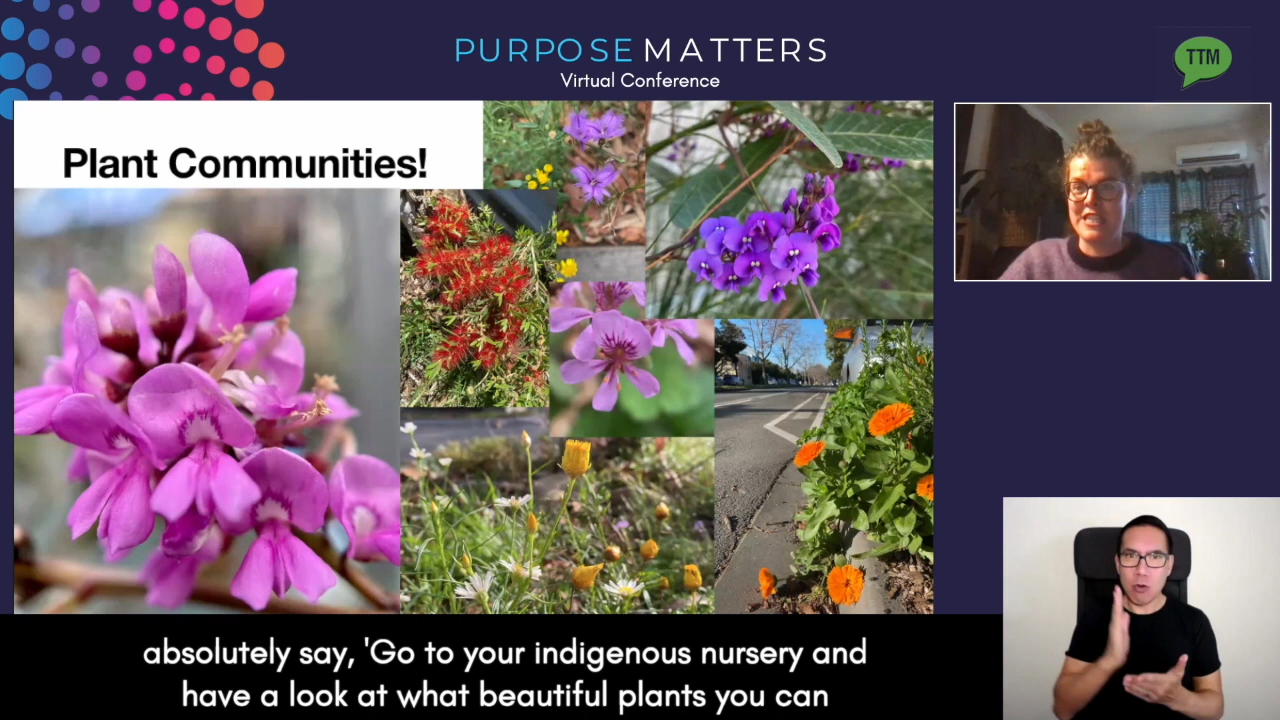 PURPOSE MATTERS
Virtual Conference
TTM
Plant Communities!
absolutely say, 'Go to your indigenous nursery and
have a look at what beautiful plants you can